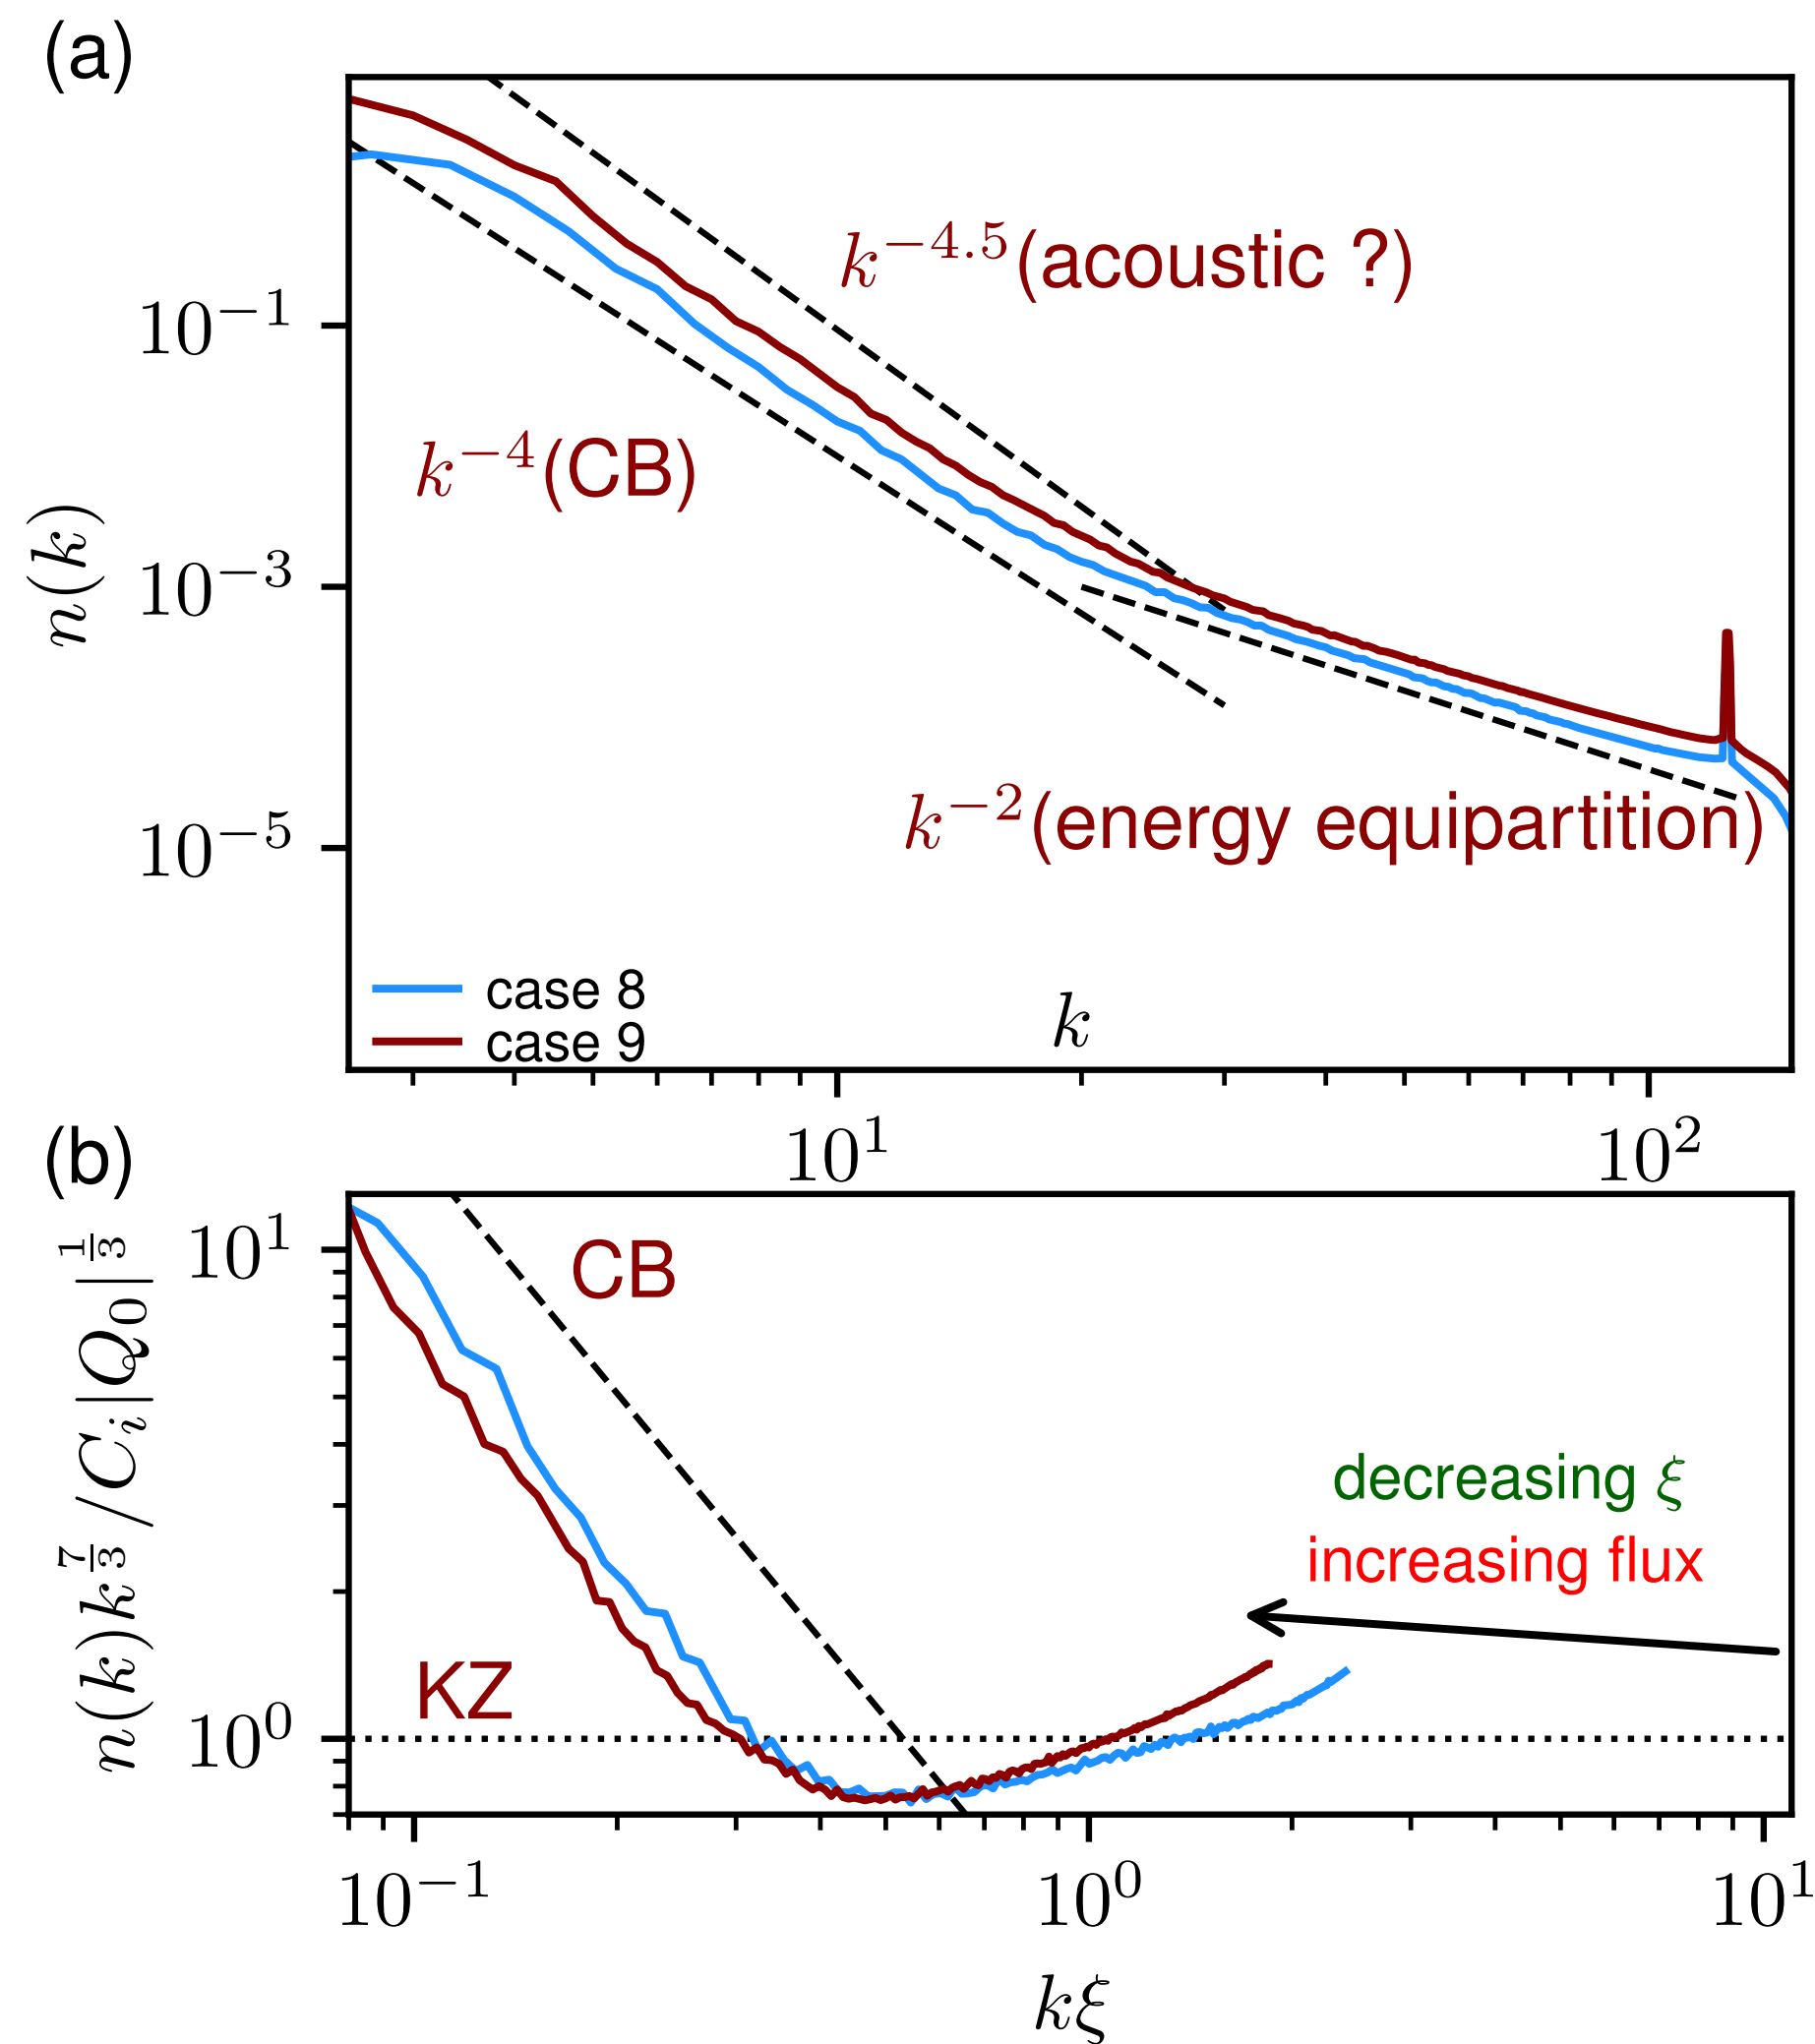 (a)
k^{-4.5}(acoustic ?)
10^{-1}
k^{-4}(CB)
n(k)
10^{-3}
k^{-2}(energy equipartition)
10^{-5}
case 8
case 9
k
10^1 10^2
(b)
10^1
CB
n(k)k^{\frac{7}{3}}/C_i|Q_0|^{\frac{1}{3}}
decreasing ξ
increasing flux
KZ
10^0
10^{-1} 10^0 10^1
kξ